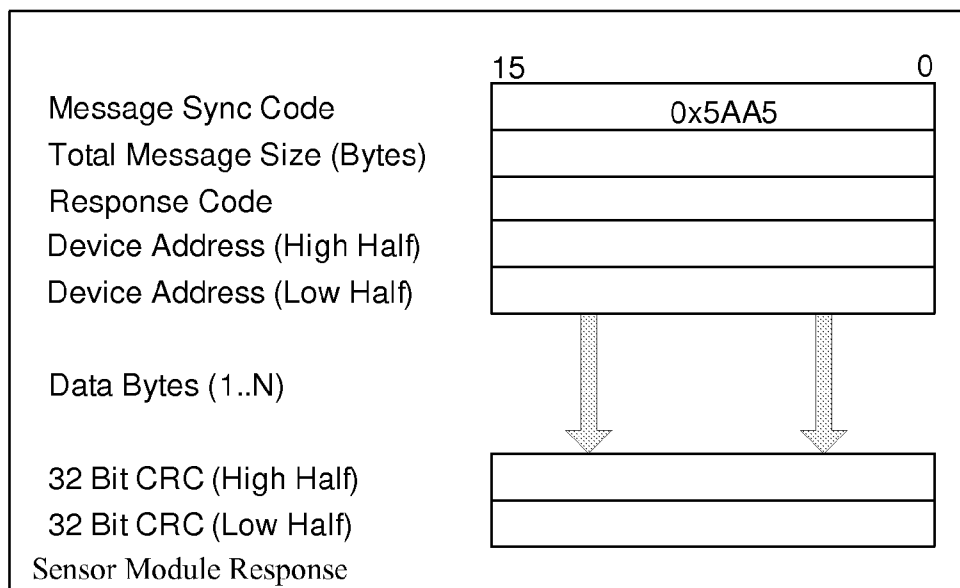 15 0
Message Sync Code 0x5AA5
Total Message Size (Bytes)
Response Code
Device Address (High Half)
Device Address (Low Half)
Data Bytes (1..N)
32 Bit CRC (High Half)
32 Bit CRC (Low Half)
Sensor Module Response